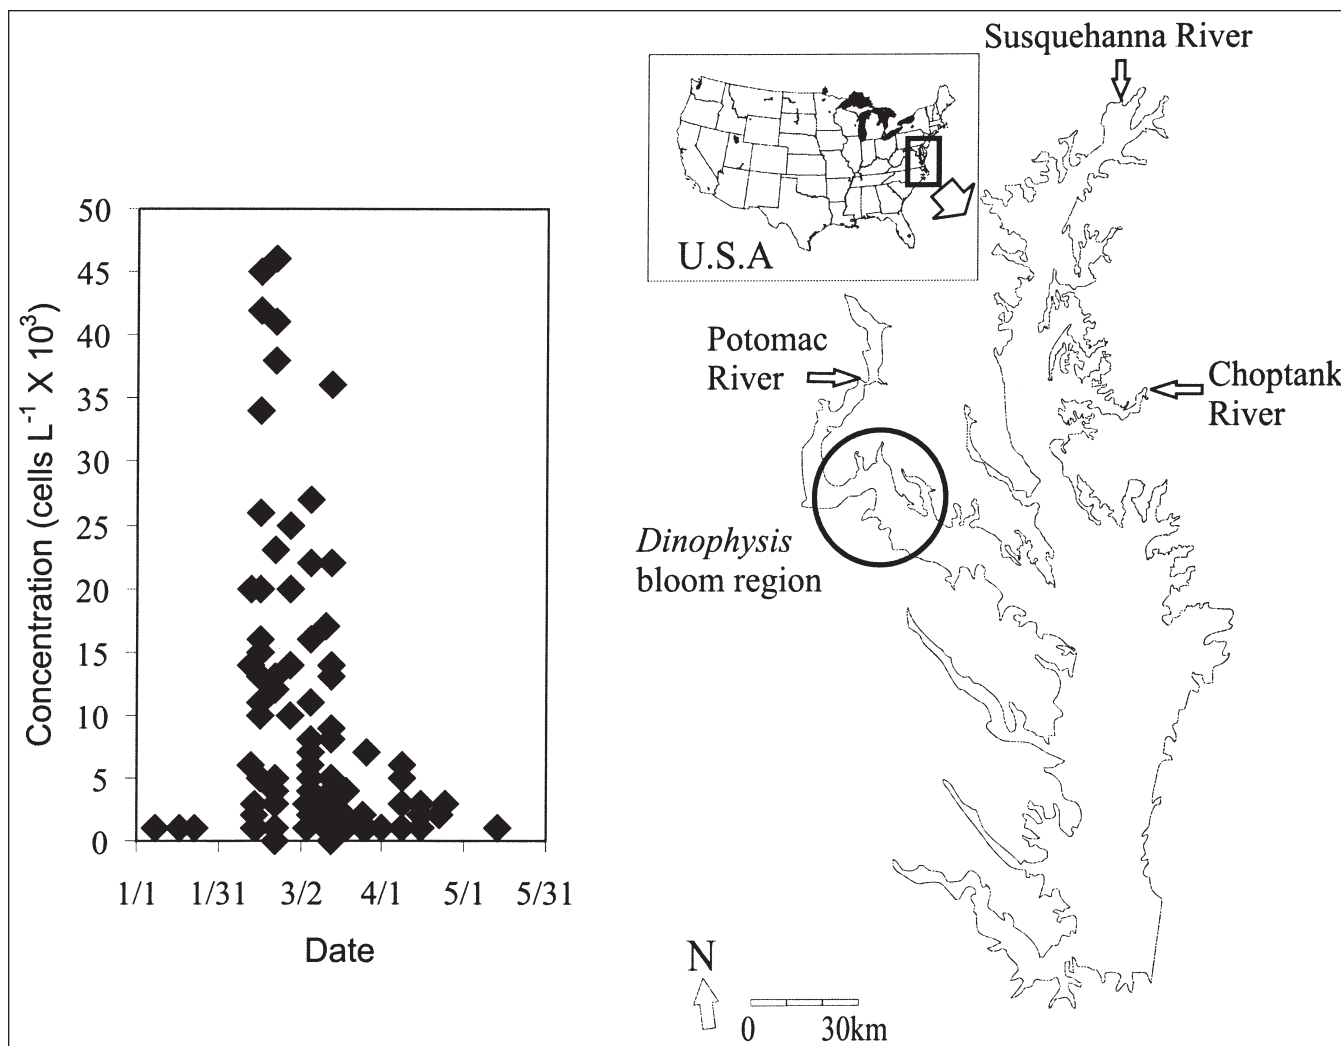 50
45
40
35
30
25
20
15
10
5
0
Concentration (cells L⁻¹ X 10³)
1/1 1/31 3/2 4/1 5/1 5/31
Date
Susquehanna River
U.S.A
Potomac
River
Choptank
River
Dinophysis
bloom region
N
0 30km